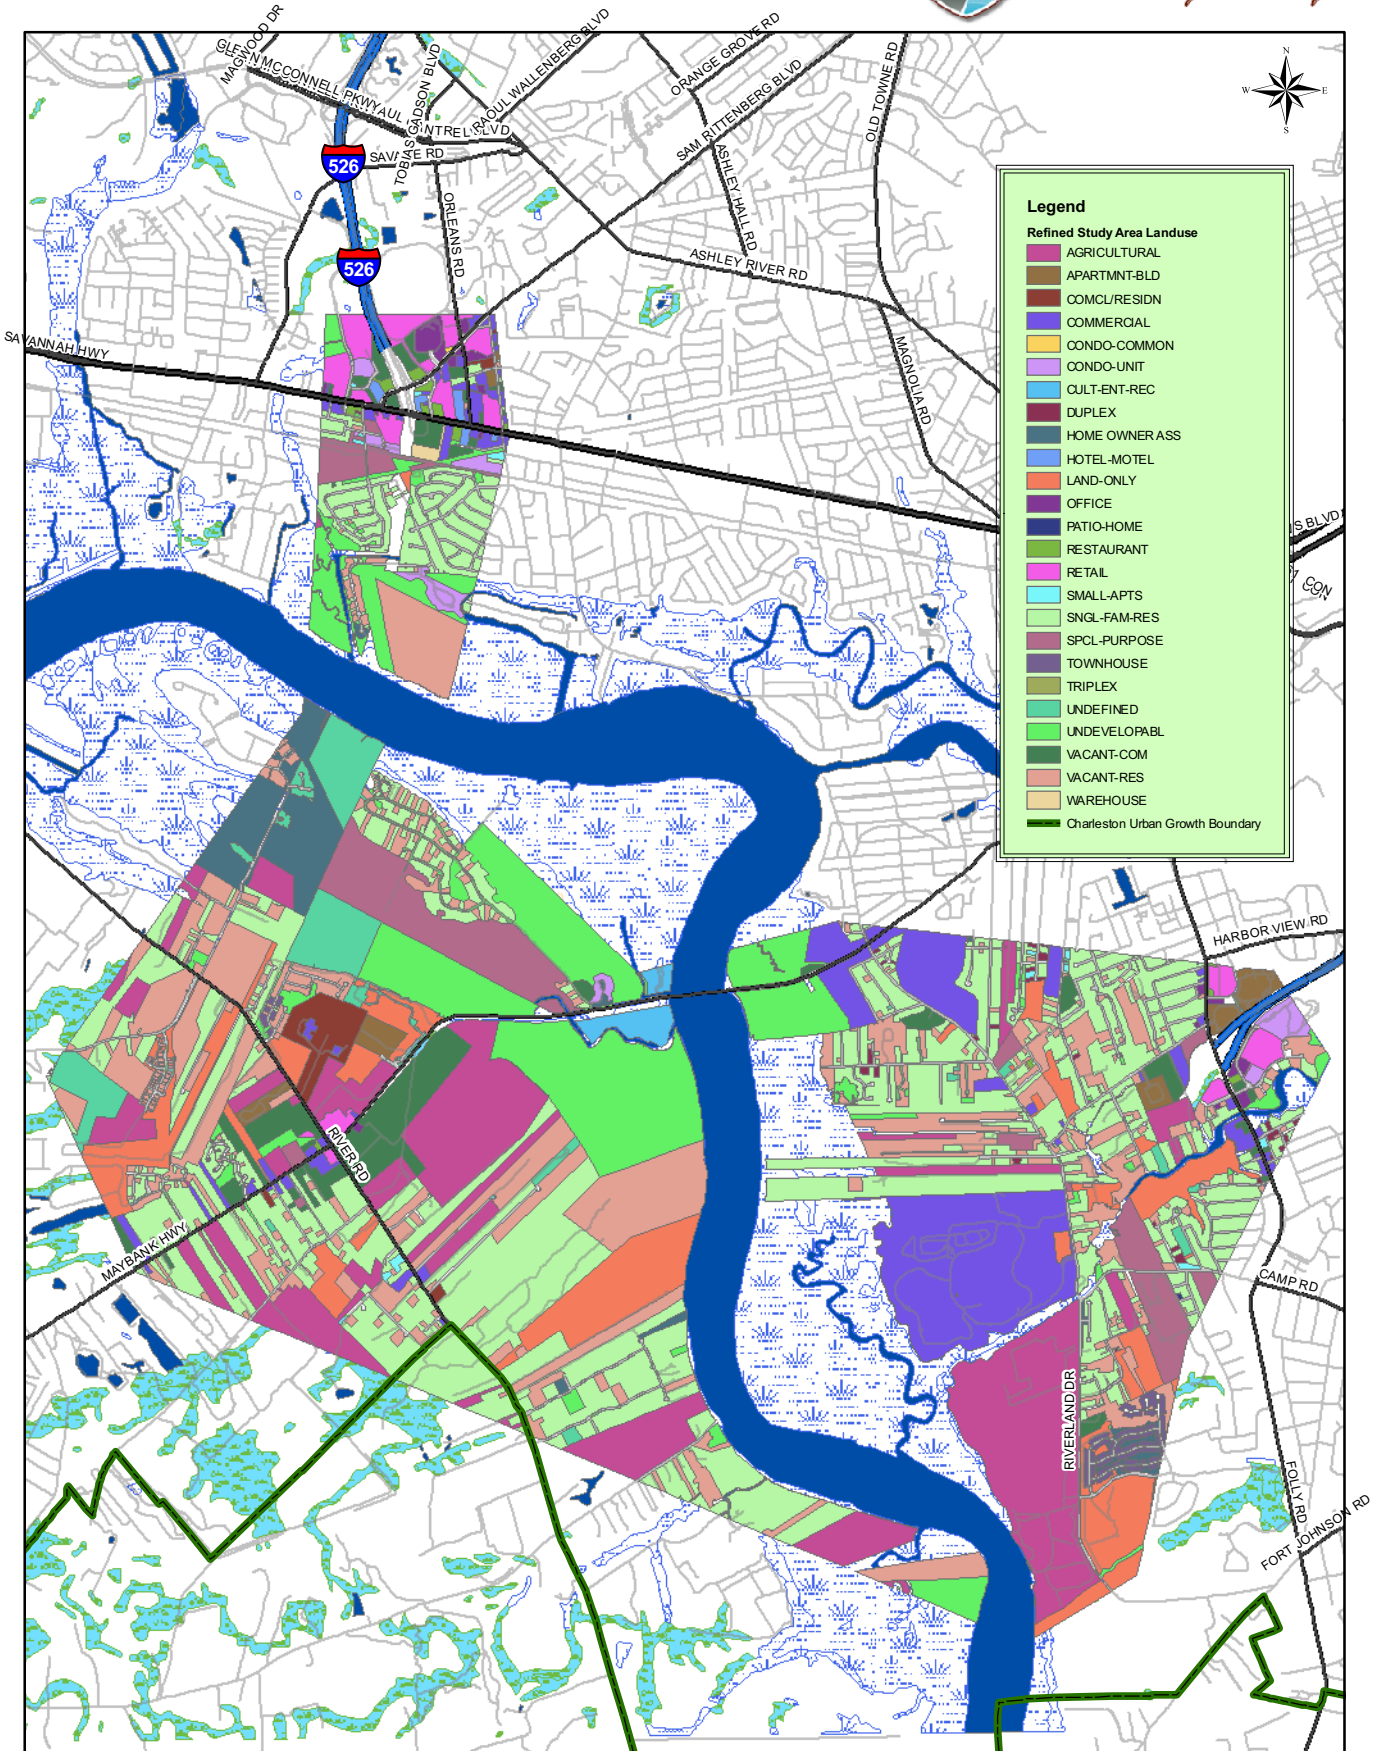 MAGWOOD DR
GLENN MCCONNELL PKWY
RAOUL WALLENBERG BLVD
ORANGE GROVE RD
SAM RITTENBERG BLVD
OLD TOWNE RD
N
W E
S
TOBIAS GADSON BLVD
526
SAVAGE RD
ORLEANS RD
ASHLEY HALL RD
526
ASHLEY RIVER RD
SAVANNAH HWY
MAGNOLIA RD
Legend
Refined Study Area Landuse
AGRICULTURAL
APARTMNT-BLD
COMCL/RESIDN
COMMERCIAL
CONDO-COMMON
CONDO-UNIT
CULT-ENT-REC
DUPLEX
HOME OWNER ASS
HOTEL-MOTEL
LAND-ONLY
OFFICE
PATIO-HOME
RESTAURANT
RETAIL
SMALL-APTS
SNGL-FAM-RES
SPCL-PURPOSE
TOWNHOUSE
TRIPLEX
UNDEFINED
UNDEVELOPABL
VACANT-COM
VACANT-RES
WAREHOUSE
Charleston Urban Growth Boundary
S BLVD
CON
HARBOR VIEW RD
RIVER RD
MAYBANK HWY
CAMP RD
RIVERLAND DR
FOLLY RD
FORT JOHNSON RD